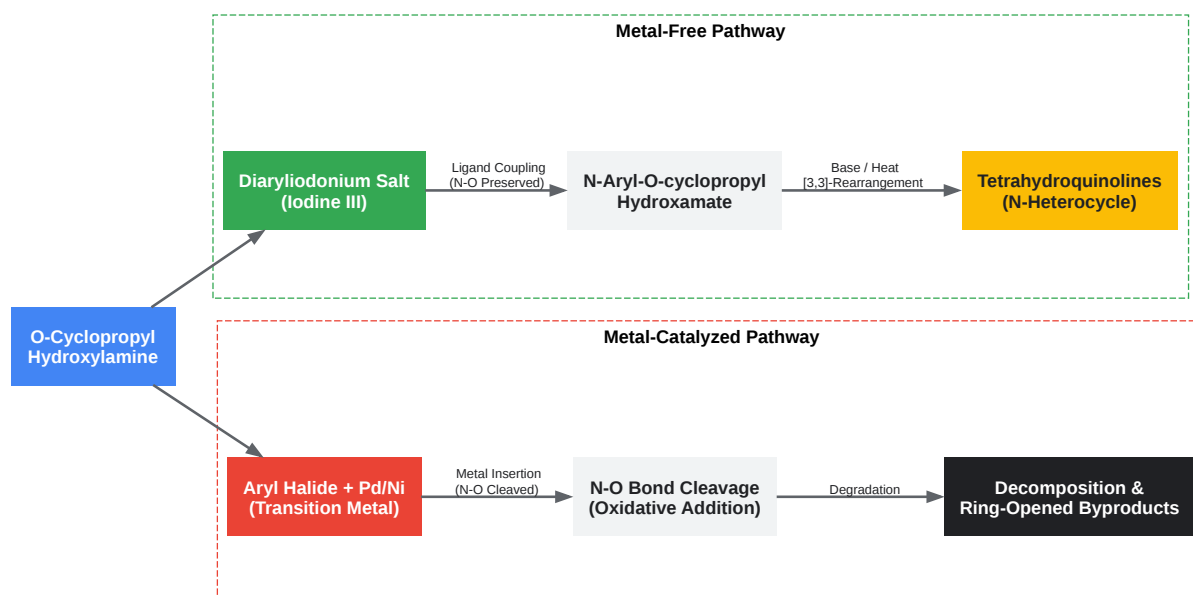 Metal-Free Pathway
Diaryliodonium Salt
(Iodine III)
Ligand Coupling
(N-O Preserved)
N-Aryl-O-cyclopropyl
Hydroxamate
Base / Heat
[3,3]-Rearrangement
Tetrahydroquinolines
(N-Heterocycle)
O-Cyclopropyl
Hydroxylamine
Metal-Catalyzed Pathway
Aryl Halide + Pd/Ni
(Transition Metal)
Metal Insertion
(N-O Cleaved)
N-O Bond Cleavage
(Oxidative Addition)
Degradation
Decomposition &
Ring-Opened Byproducts